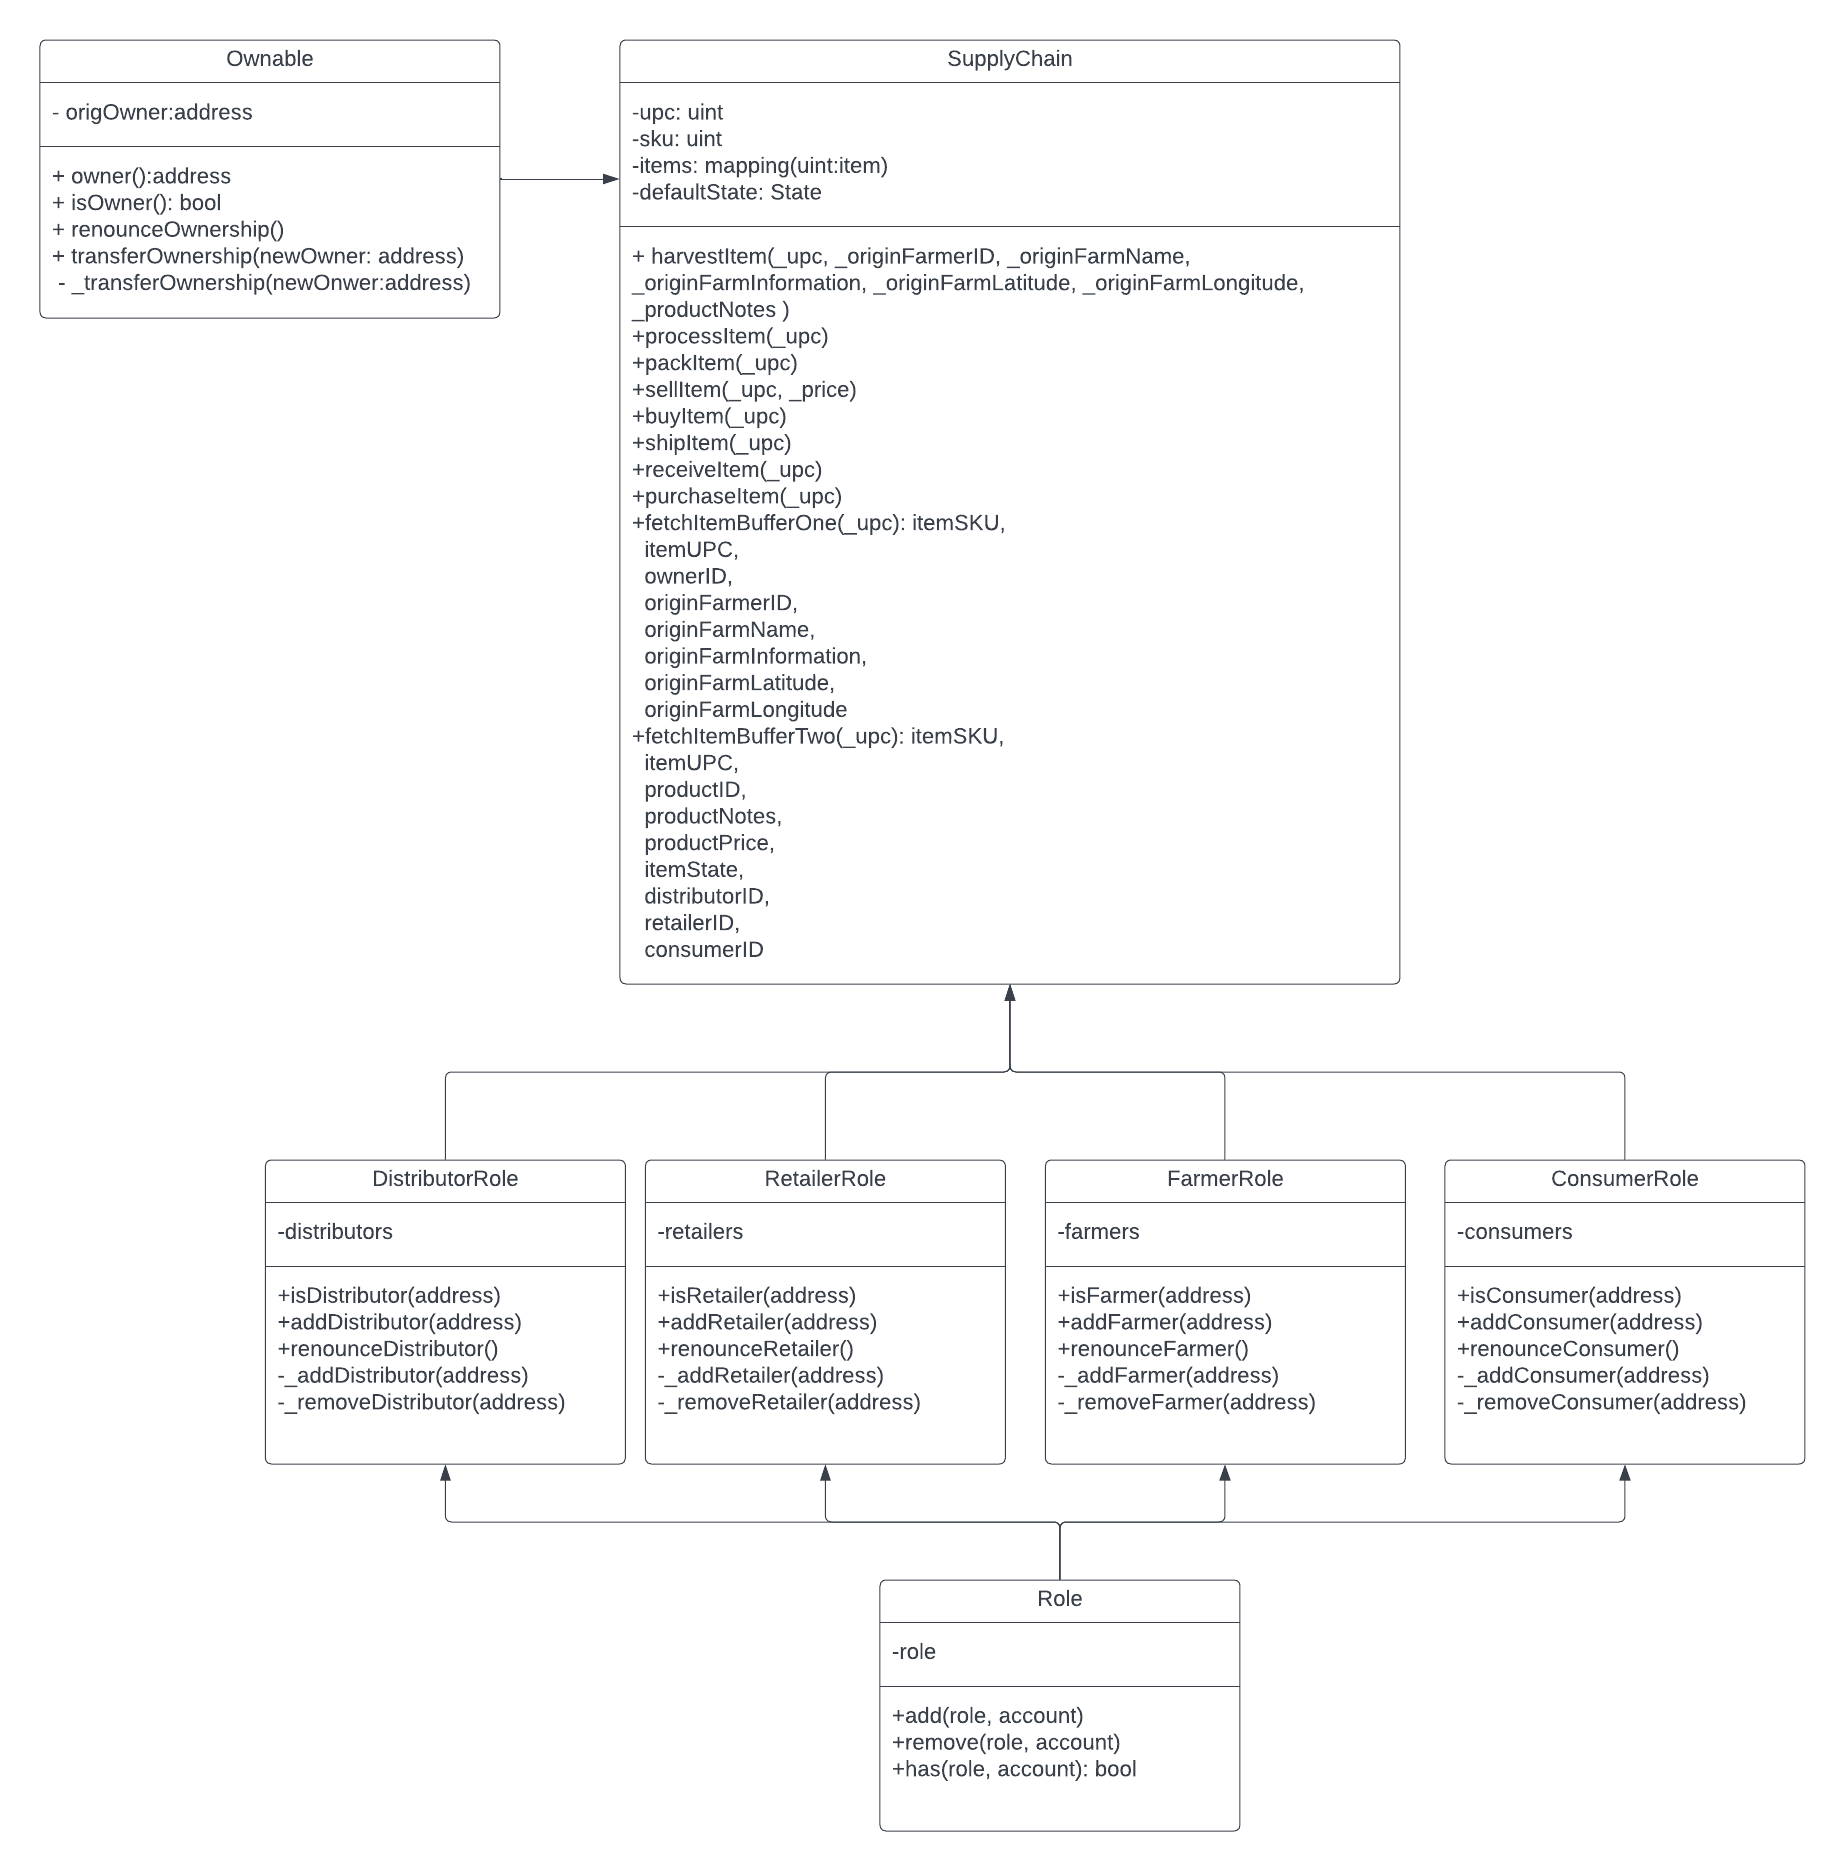 Ownable
- origOwner:address
+ owner():address
+ isOwner(): bool
+ renounceOwnership()
+ transferOwnership(newOwner: address)
- _transferOwnership(newOnwer:address)
SupplyChain
-upc: uint
-sku: uint
-items: mapping(uint:item)
-defaultState: State
+ harvestItem(_upc, _originFarmerID, _originFarmName,
_originFarmInformation, _originFarmLatitude, _originFarmLongitude,
_productNotes )
+processItem(_upc)
+packItem(_upc)
+sellItem(_upc, _price)
+buyItem(_upc)
+shipItem(_upc)
+receiveItem(_upc)
+purchaseItem(_upc)
+fetchItemBufferOne(_upc): itemSKU,
itemUPC,
ownerID,
originFarmerID,
originFarmName,
originFarmInformation,
originFarmLatitude,
originFarmLongitude
+fetchItemBufferTwo(_upc): itemSKU,
itemUPC,
productID,
productNotes,
productPrice,
itemState,
distributorID,
retailerID,
consumerID
DistributorRole
-distributors
+isDistributor(address)
+addDistributor(address)
+renounceDistributor()
-_addDistributor(address)
-_removeDistributor(address)
RetailerRole
-retailers
+isRetailer(address)
+addRetailer(address)
+renounceRetailer()
-_addRetailer(address)
-_removeRetailer(address)
FarmerRole
-farmers
+isFarmer(address)
+addFarmer(address)
+renounceFarmer()
-_addFarmer(address)
-_removeFarmer(address)
ConsumerRole
-consumers
+isConsumer(address)
+addConsumer(address)
+renounceConsumer()
-_addConsumer(address)
-_removeConsumer(address)
Role
-role
+add(role, account)
+remove(role, account)
+has(role, account): bool